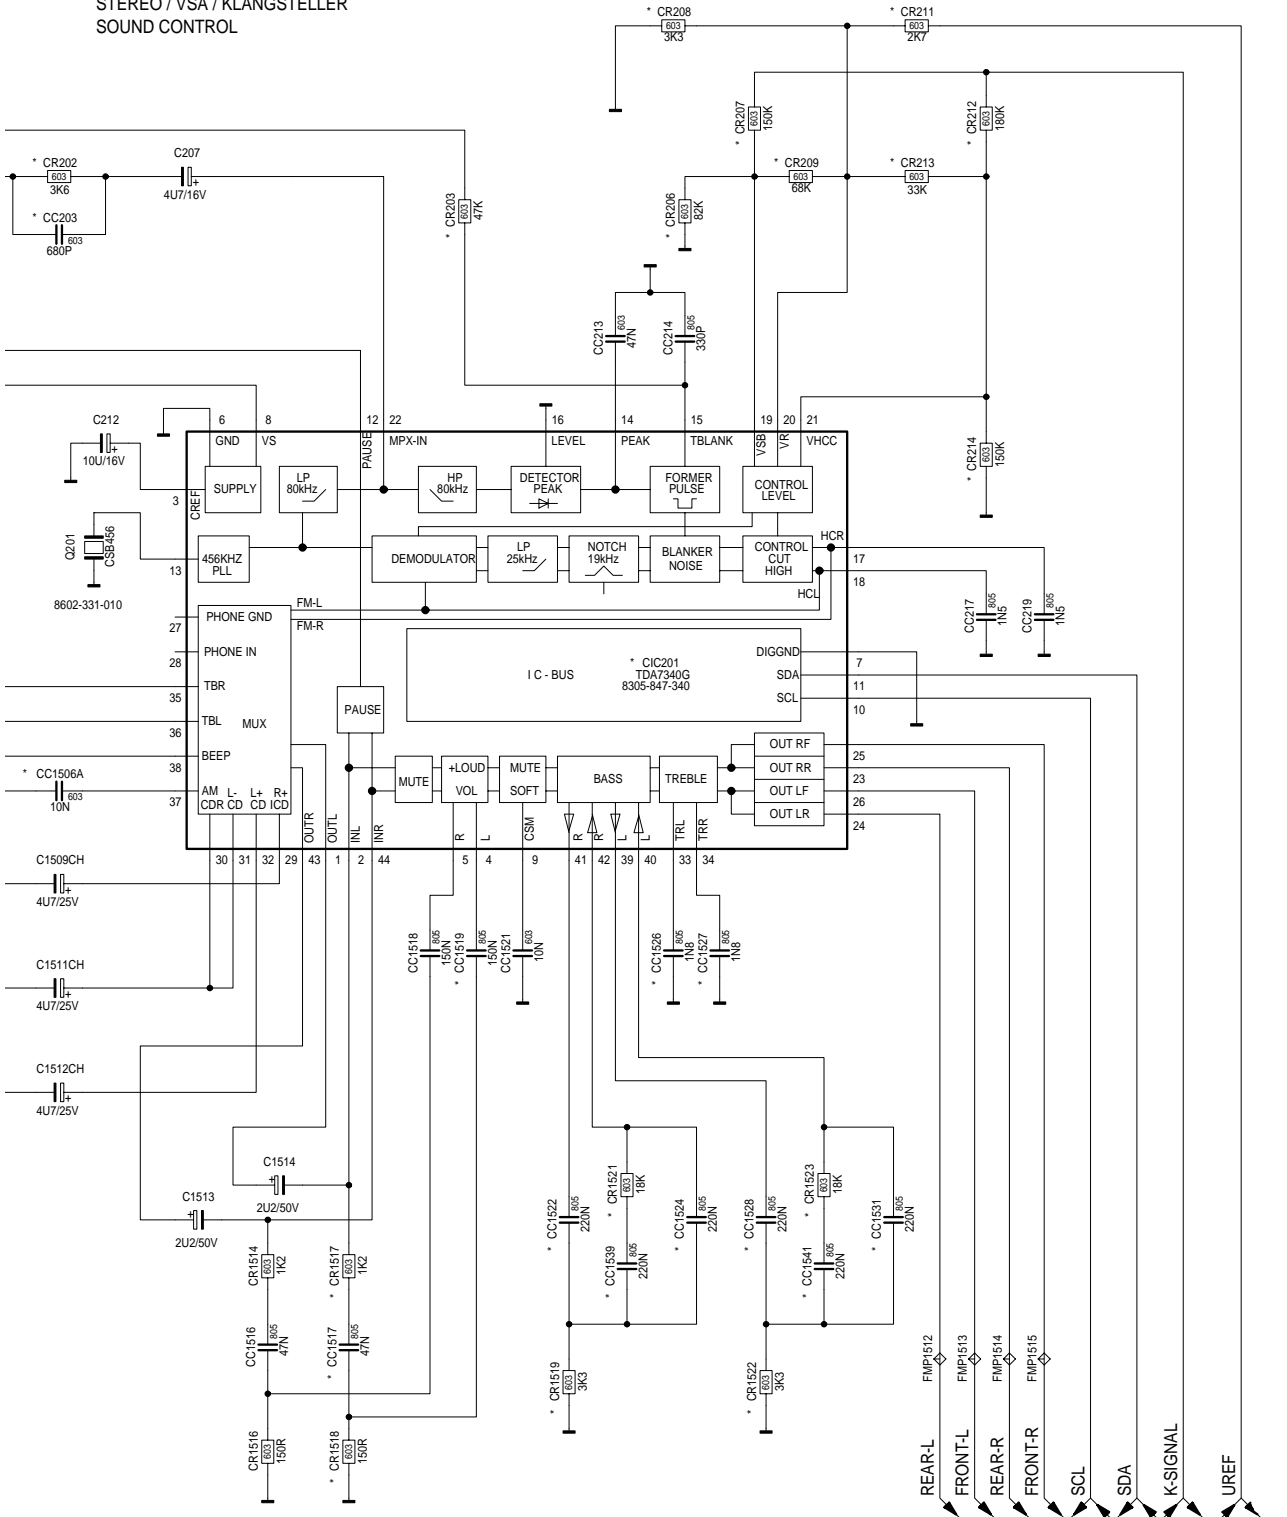 STEREO / VSA / KLANGSTELLER
SOUND CONTROL
* CR208
603
3K3
* CR211
603
2K7
* CR207
603
150K
* CR212
603
180K
* CR202
603
3K6
C207
+
4U7/16V
* CC203
603
680P
* CR203
603
47K
* CR206
603
82K
* CR209
603
68K
* CR213
603
33K
CC213
603
47N
CC214
805
330P
* CR214
603
150K
C212
+
10U/16V
Q201
CSB456
8602-331-010
6
8
12
22
16
14
15
19
20
21
GND
VS
PAUSE
MPX-IN
LEVEL
PEAK
TBLANK
VSB
VR
VHCC
3
CREF
SUPPLY
LP
80kHz
HP
80kHz
DETECTOR
PEAK
FORMER
PULSE
CONTROL
LEVEL
13
456KHZ
PLL
DEMODULATOR
LP
25kHz
NOTCH
19kHz
BLANKER
NOISE
CONTROL
CUT
HIGH
HCR
17
18
HCL
CC217
805
1N5
CC219
805
1N5
FM-L
FM-R
27
PHONE GND
28
PHONE IN
35
TBR
36
TBL
MUX
38
BEEP
37
AM
CDR
L-
CD
L+
CD
R+
ICD
OUTR
OUTL
INL
INR
* CC1506A
603
10N
I C - BUS
* CIC201
TDA7340G
8305-847-340
DIGGND
7
SDA
11
SCL
10
PAUSE
MUTE
+LOUD
VOL
MUTE
SOFT
BASS
TREBLE
OUT RF
25
OUT RR
23
OUT LF
26
OUT LR
24
R
L
CSM
R
R
L
L
TRL
TRR
30
31
32
29
43
1
2
44
5
4
9
41
42
39
40
33
34
C1509CH
+
4U7/25V
C1511CH
+
4U7/25V
C1512CH
+
4U7/25V
CC1518
805
150N
* CC1519
805
150N
CC1521
603
10N
* CC1526
805
1N8
* CC1527
805
1N8
C1514
+
2U2/50V
C1513
+
2U2/50V
CR1514
603
1K2
* CR1517
603
1K2
CC1516
805
47N
* CC1517
805
47N
CR1516
603
150R
* CR1518
603
150R
* CC1522
805
220N
* CR1521
603
18K
* CC1539
805
220N
* CC1524
805
220N
* CR1519
603
3K3
* CC1528
805
220N
* CR1523
603
18K
* CC1541
805
220N
* CC1531
805
220N
* CR1522
603
3K3
FMP1512
FMP1513
FMP1514
FMP1515
REAR-L
FRONT-L
REAR-R
FRONT-R
SCL
SDA
K-SIGNAL
UREF